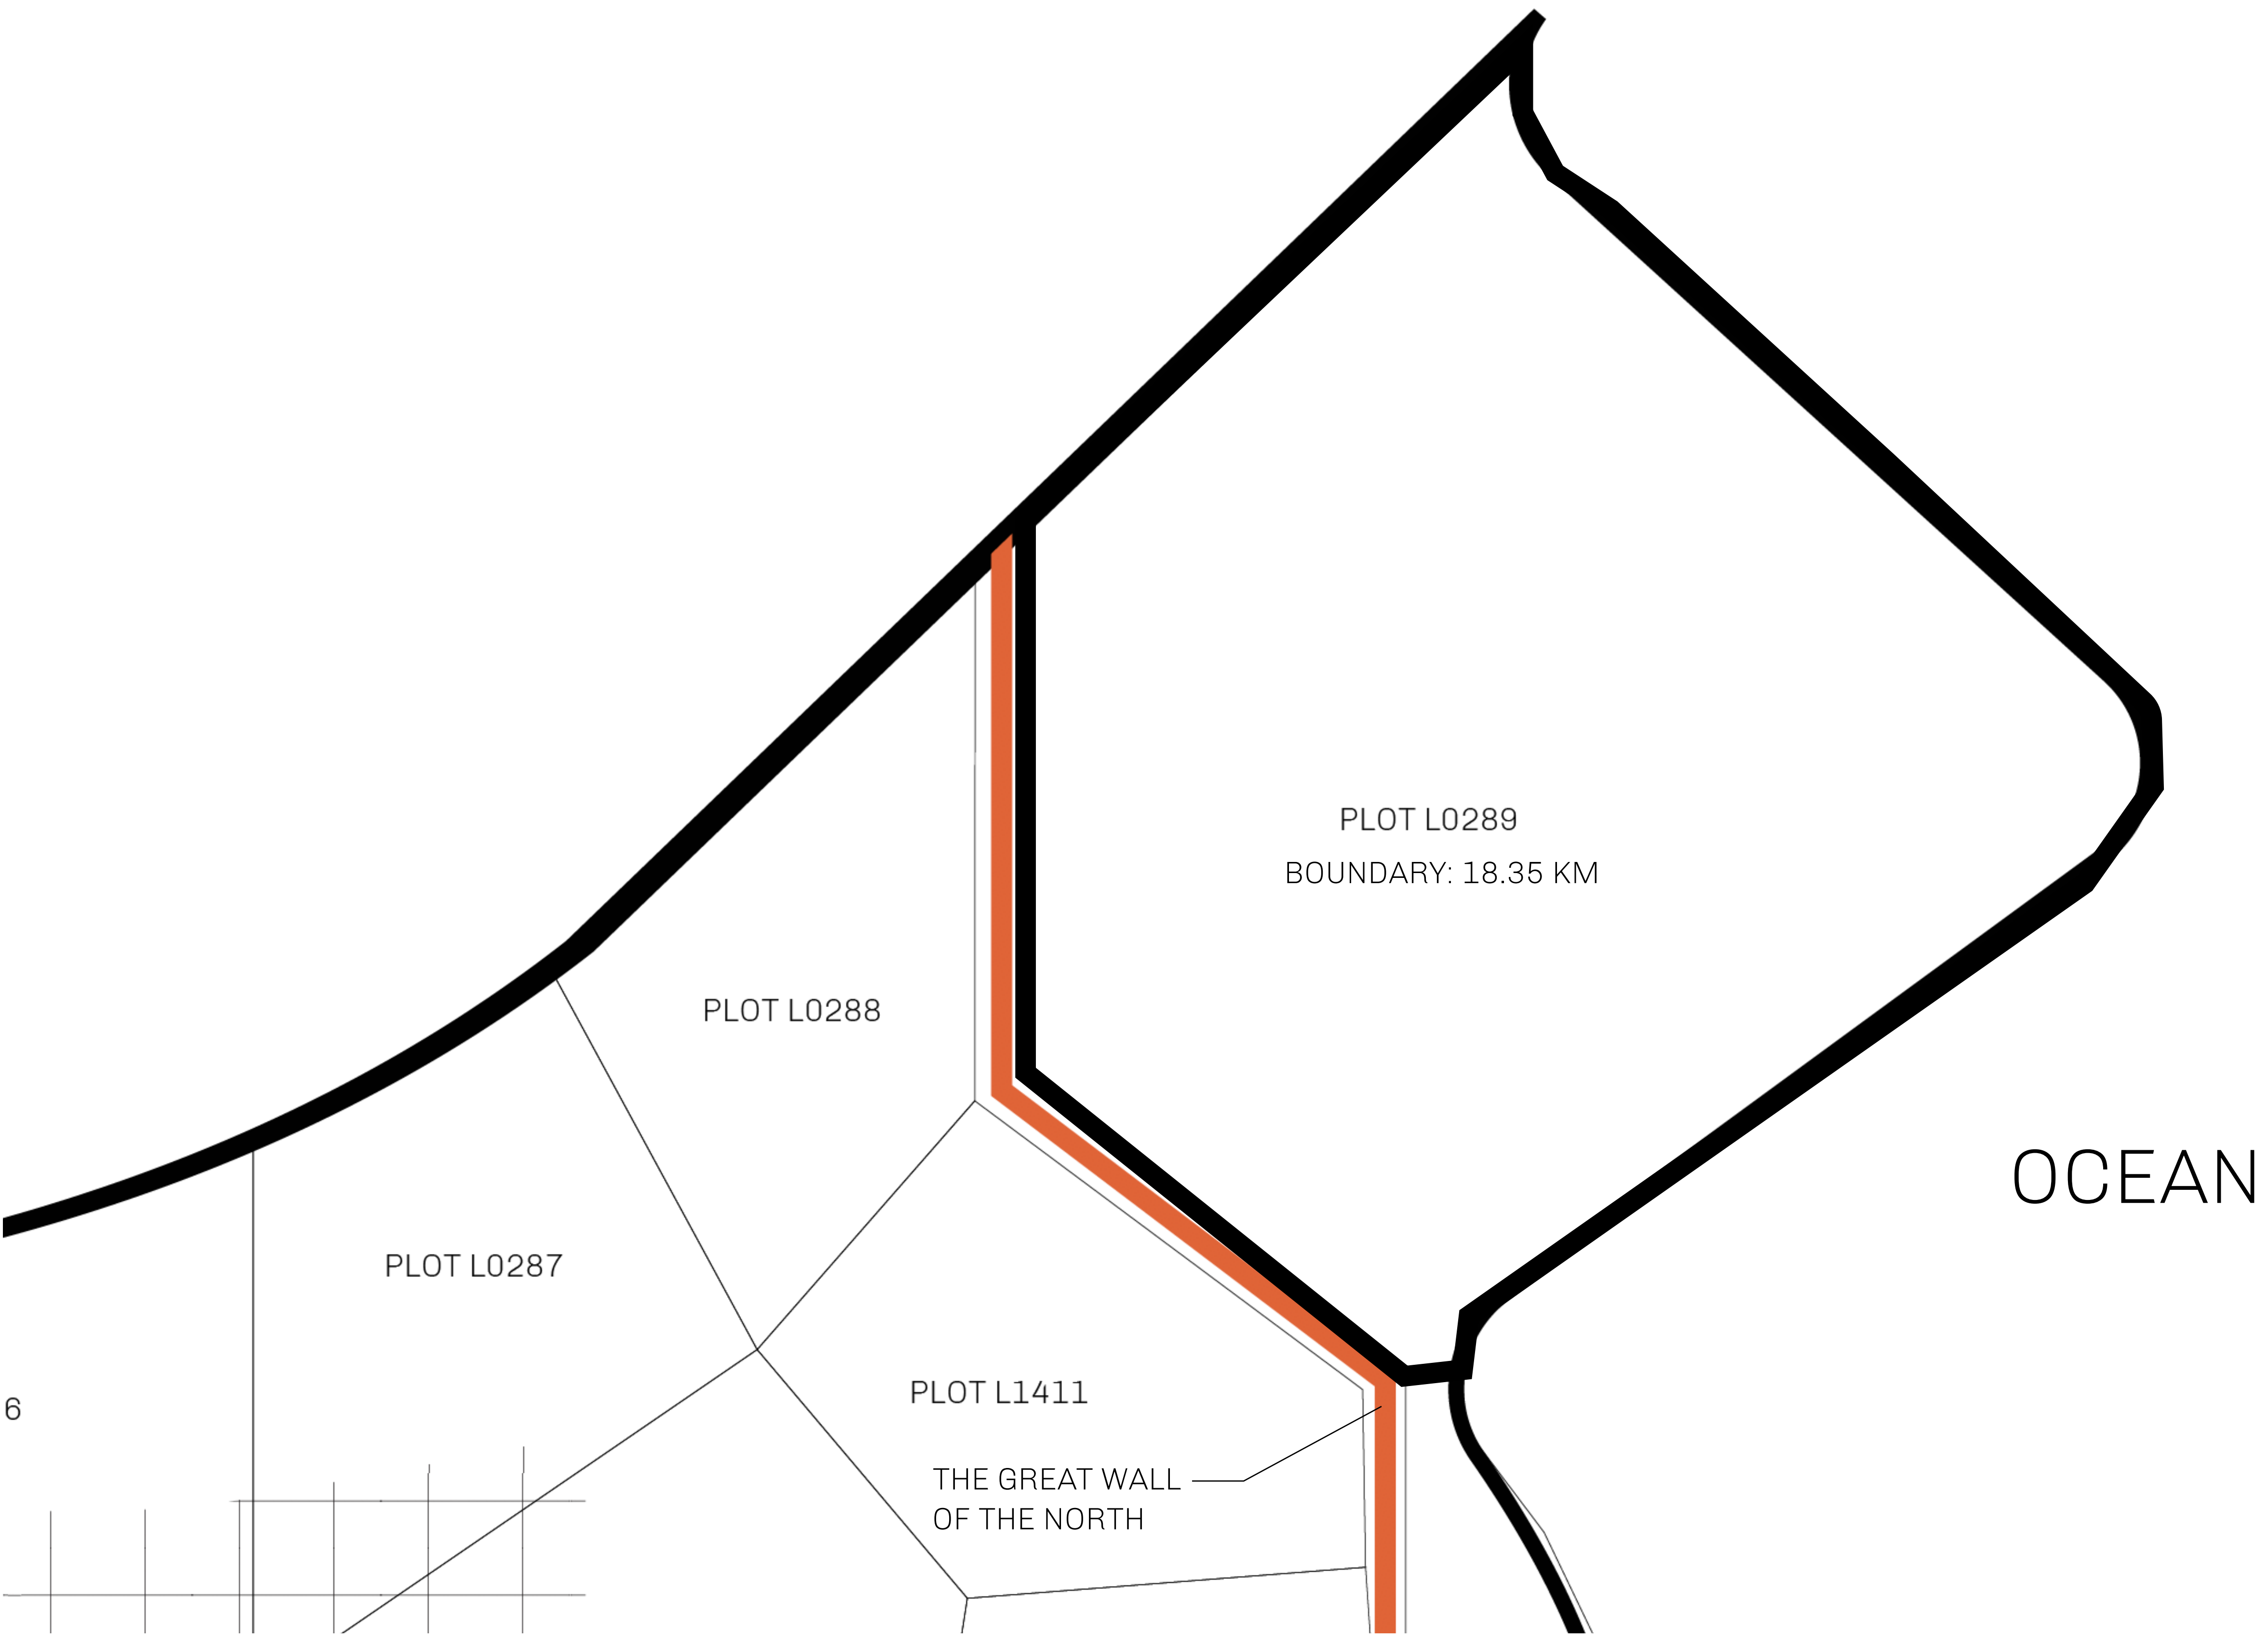 PLOT L0289
BOUNDARY: 18.35 KM
PLOT L0288
OCEAN
PLOT L0287
PLOT L1411
6
THE GREAT WALL
OF THE NORTH